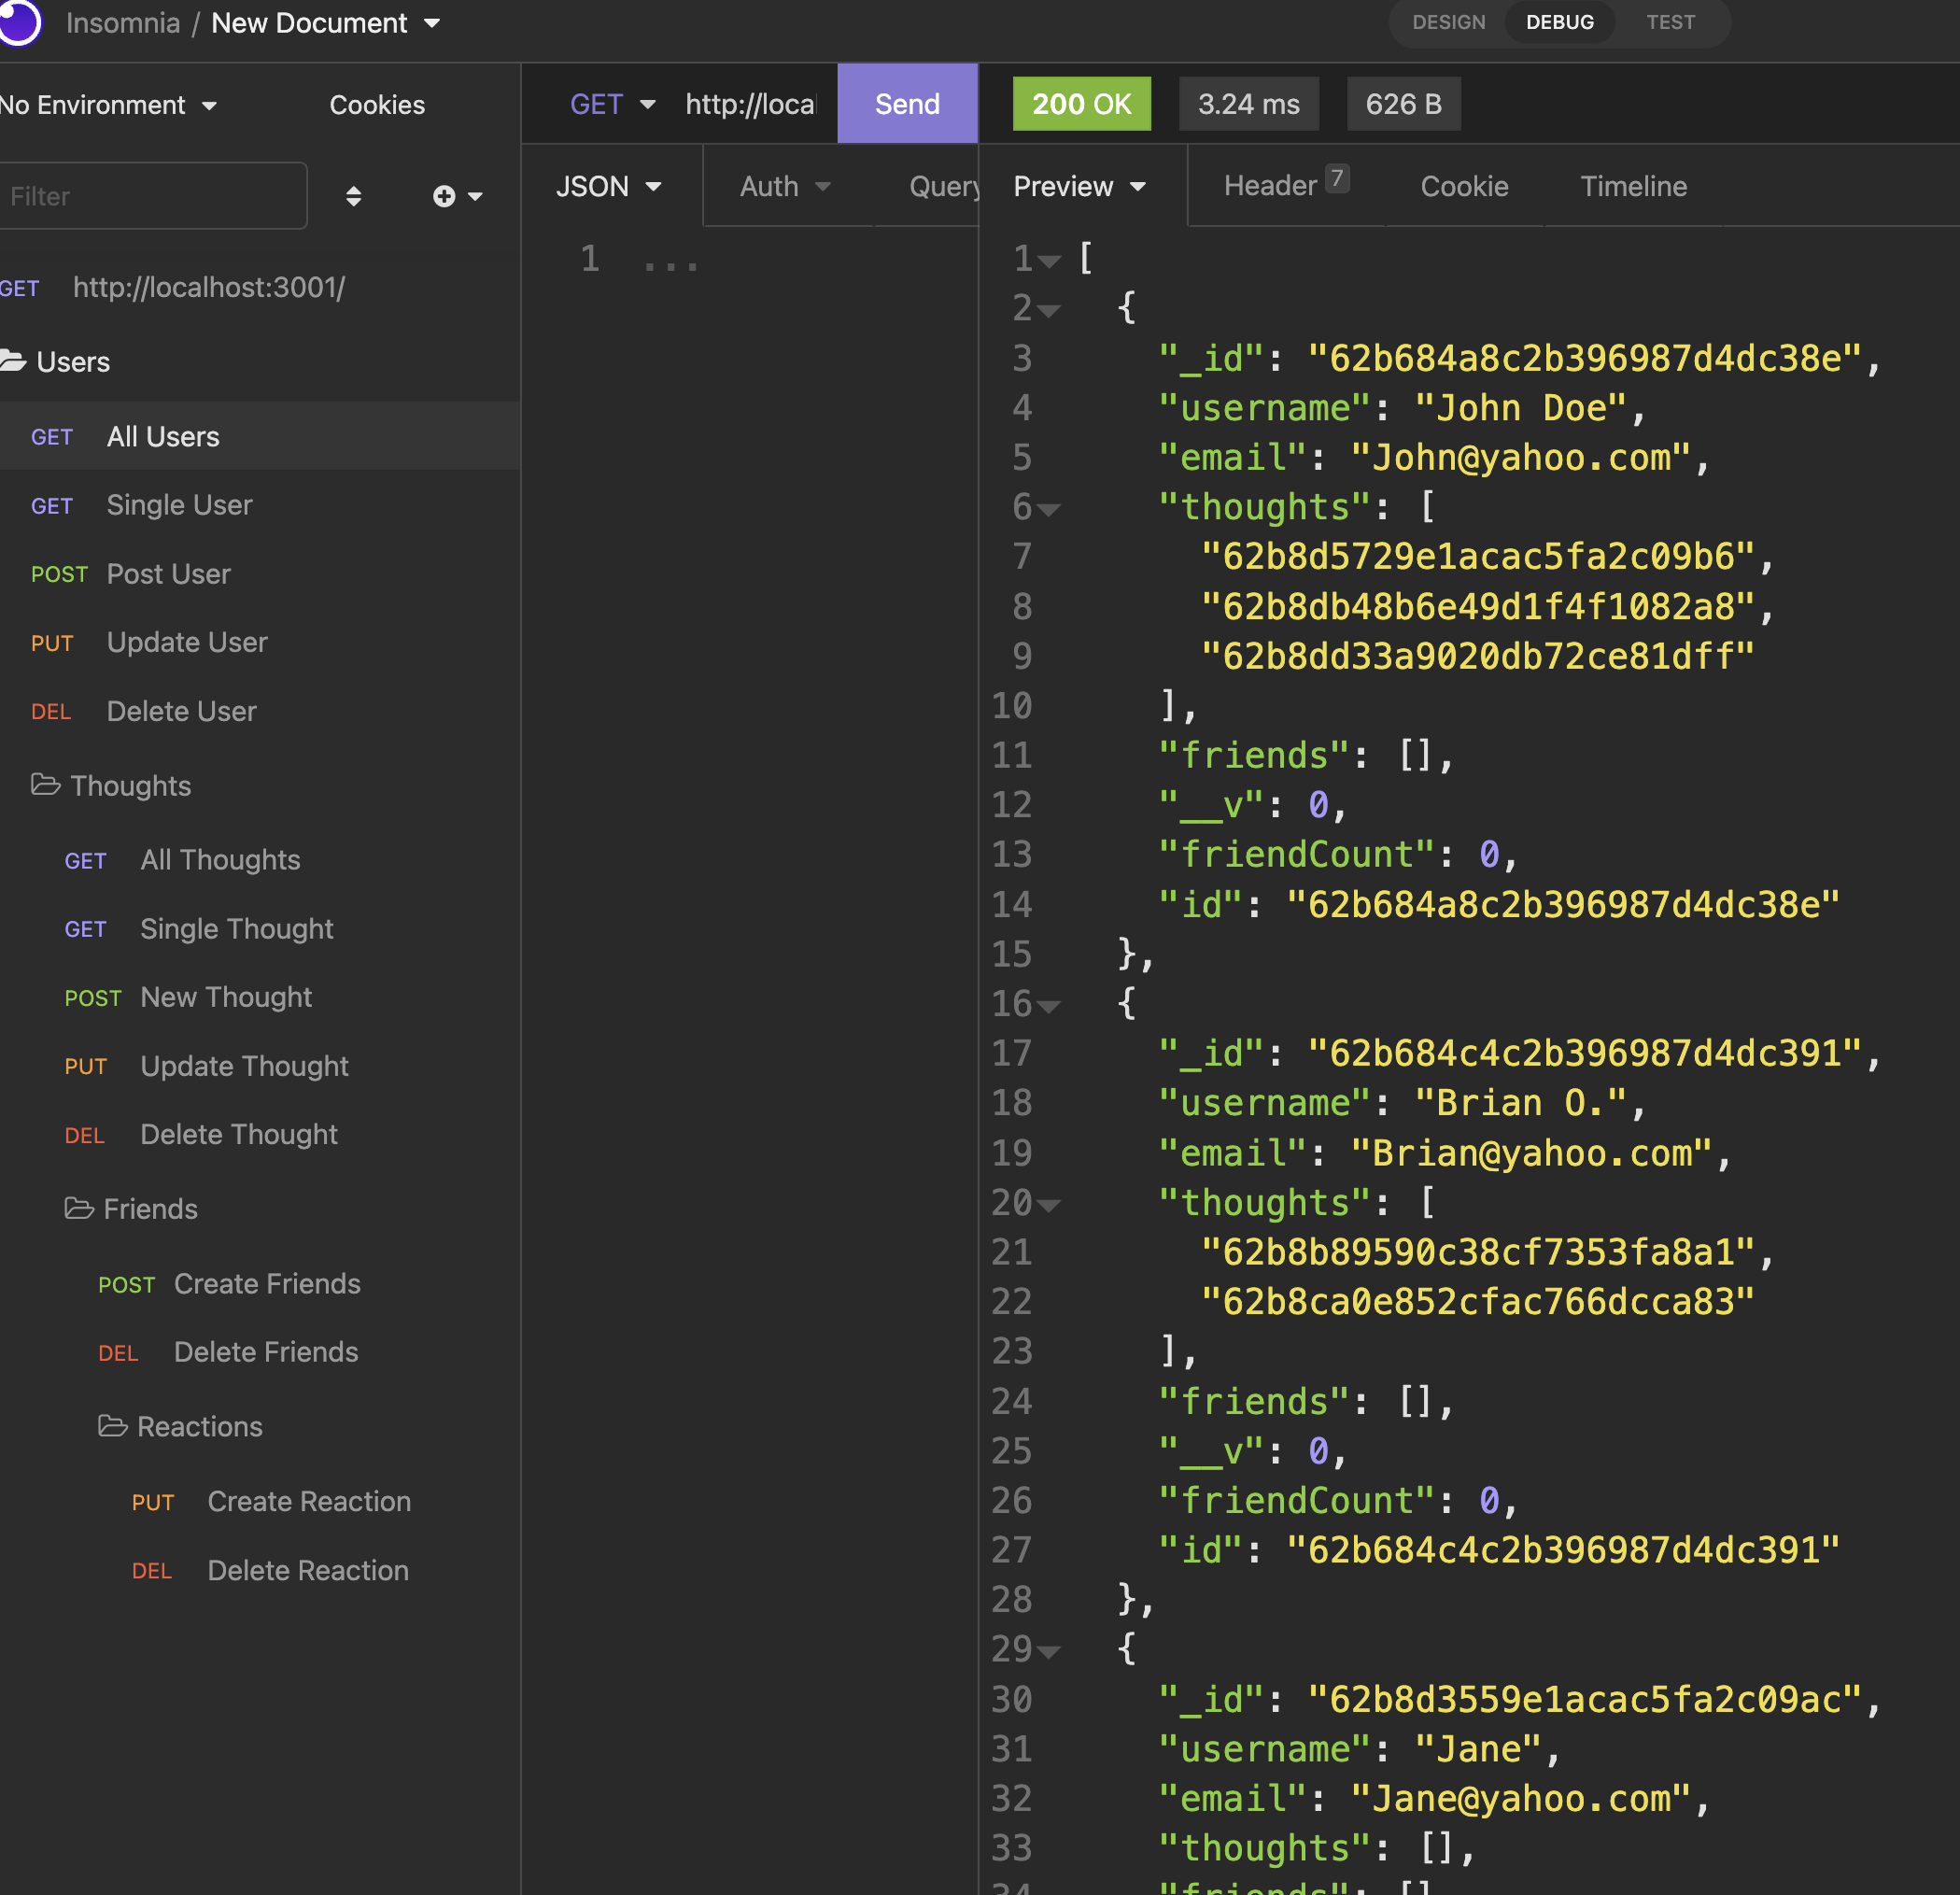 Insomnia / New Document
DESIGN DEBUG TEST
No Environment
Cookies
GET http://loca
Send
200 OK
3.24 ms
626 B
Filter
JSON
Auth
Query
Preview
Header 7
Cookie
Timeline
GET http://localhost:3001/
Users
GET All Users
GET Single User
POST Post User
PUT Update User
DEL Delete User
Thoughts
GET All Thoughts
GET Single Thought
POST New Thought
PUT Update Thought
DEL Delete Thought
Friends
POST Create Friends
DEL Delete Friends
Reactions
PUT Create Reaction
DEL Delete Reaction
1 ...
1 [
2 {
3 "_id": "62b684a8c2b396987d4dc38e",
4 "username": "John Doe",
5 "email": "John@yahoo.com",
6 "thoughts": [
7 "62b8d5729e1acac5fa2c09b6",
8 "62b8db48b6e49d1f4f1082a8",
9 "62b8dd33a9020db72ce81dff"
10 ],
11 "friends": [],
12 "__v": 0,
13 "friendCount": 0,
14 "id": "62b684a8c2b396987d4dc38e"
15 },
16 {
17 "_id": "62b684c4c2b396987d4dc391",
18 "username": "Brian O.",
19 "email": "Brian@yahoo.com",
20 "thoughts": [
21 "62b8b89590c38cf7353fa8a1",
22 "62b8ca0e852cfac766dcca83"
23 ],
24 "friends": [],
25 "__v": 0,
26 "friendCount": 0,
27 "id": "62b684c4c2b396987d4dc391"
28 },
29 {
30 "_id": "62b8d3559e1acac5fa2c09ac",
31 "username": "Jane",
32 "email": "Jane@yahoo.com",
33 "thoughts": [],
34 "friends": []